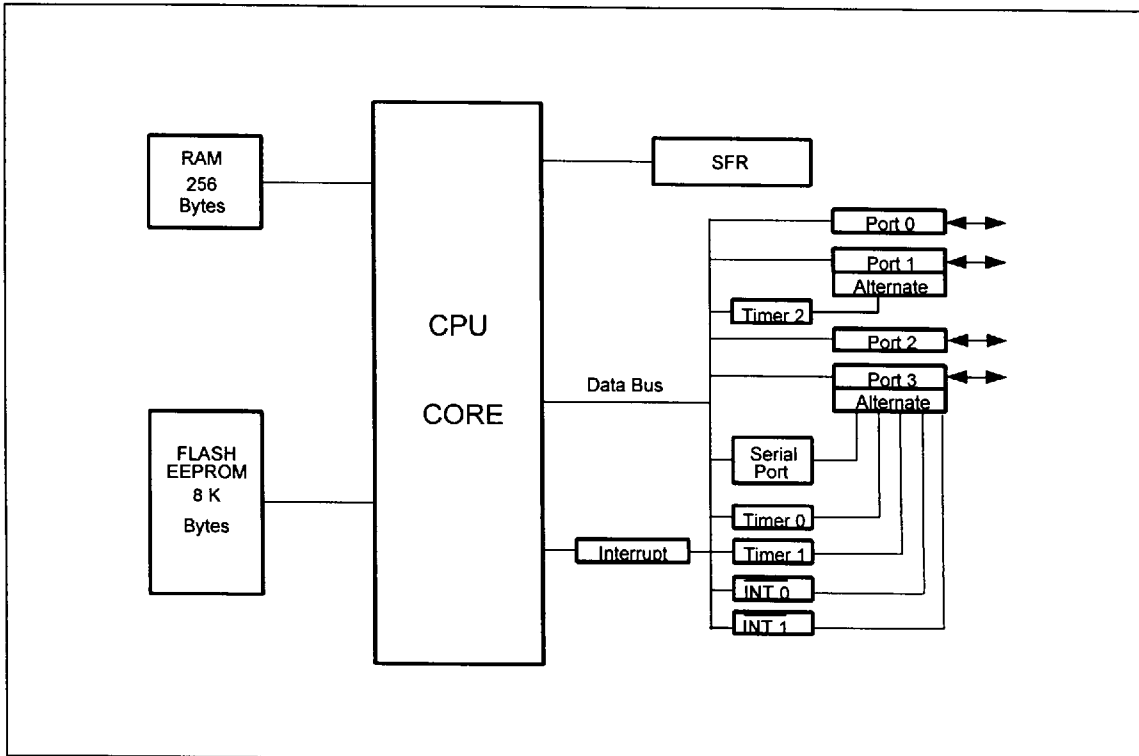 RAM
256
Bytes
FLASH
EEPROM
8 K
Bytes
CPU
CORE
SFR
Port 0
Port 1
Alternate
Timer 2
Port 2
Port 3
Alternate
Data Bus
Serial
Port
Timer 0
Interrupt
Timer 1
INT 0
INT 1